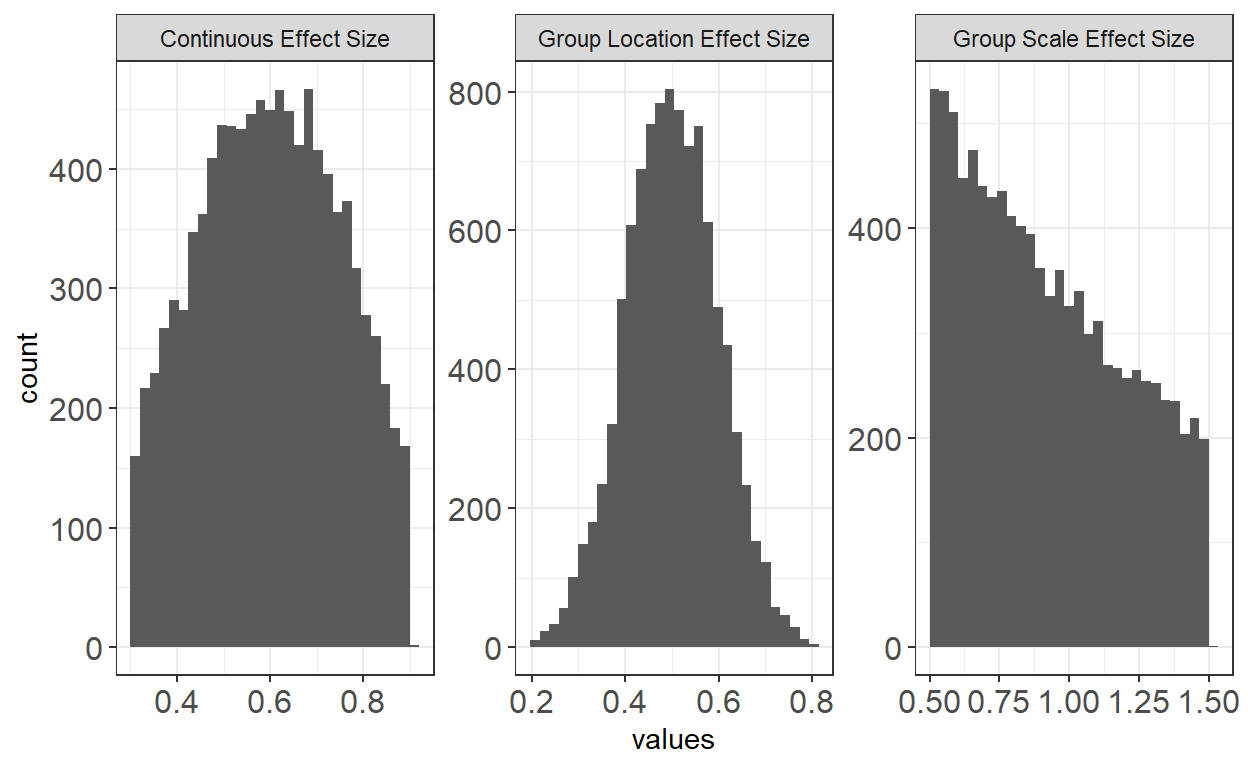 Continuous Effect Size
Group Location Effect Size
Group Scale Effect Size
count
400
300
200
100
0
800
600
400
200
0
400
200
0
0.4 0.6 0.8
0.2 0.4 0.6 0.8
0.50 0.75 1.00 1.25 1.50
values